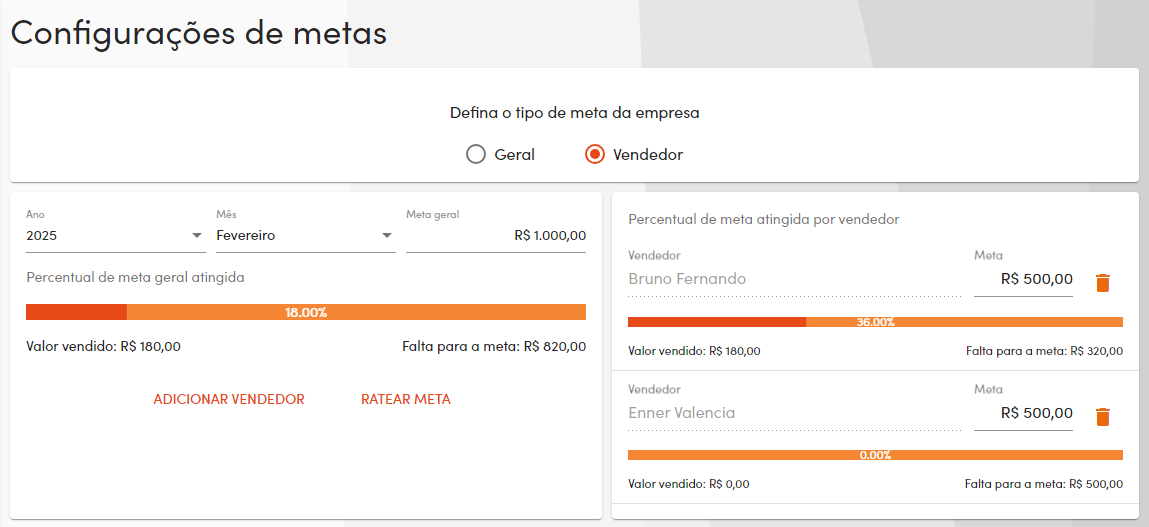 Configurações de metas
Defina o tipo de meta da empresa
Geral
Vendedor
Ano
2025
Mês
Fevereiro
Meta geral
R$ 1.000,00
Percentual de meta geral atingida
18.00%
Valor vendido: R$ 180,00
Falta para a meta: R$ 820,00
ADICIONAR VENDEDOR
RATEAR META
Percentual de meta atingida por vendedor
Vendedor
Bruno Fernando
Meta
R$ 500,00
36.00%
Valor vendido: R$ 180,00
Falta para a meta: R$ 320,00
Vendedor
Enner Valencia
Meta
R$ 500,00
0.00%
Valor vendido: R$ 0,00
Falta para a meta: R$ 500,00